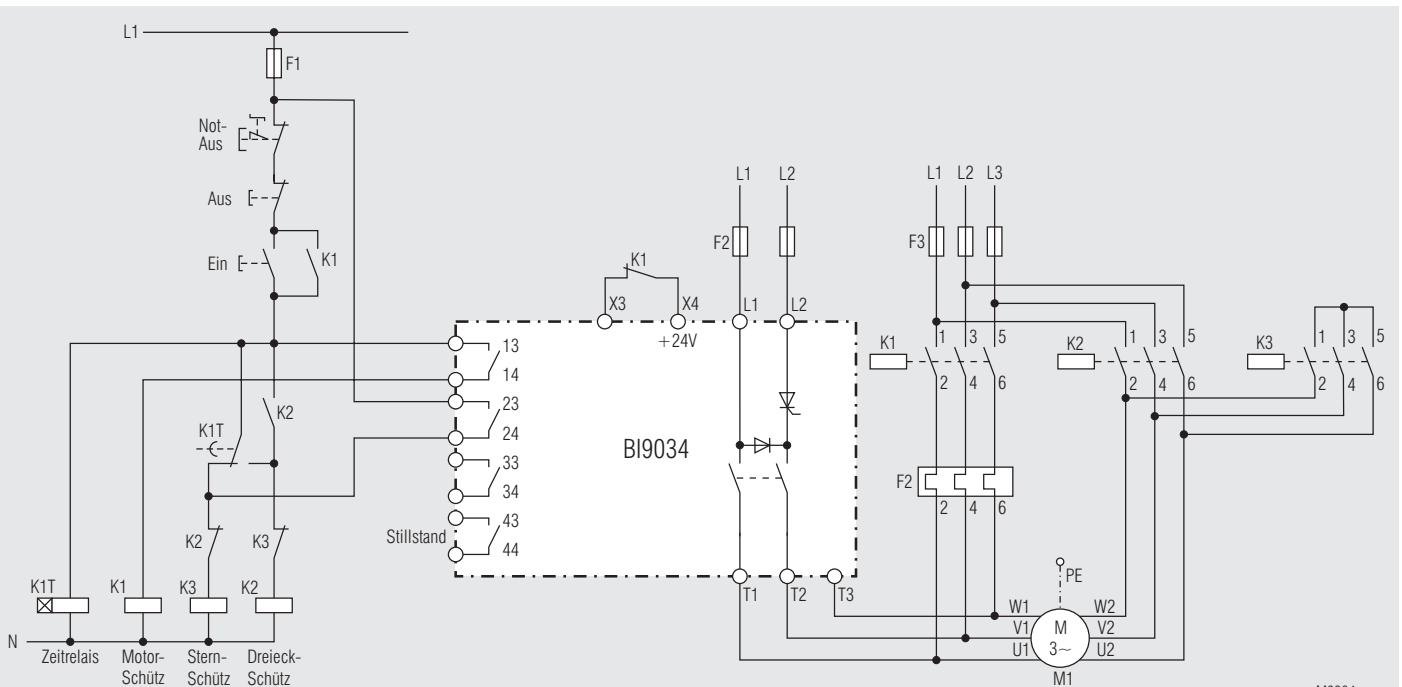 L1
F1
Not-
Aus
Aus
Ein
K1
K1
X3
X4
+24V
L1
L2
F2
L1
L2
L1
L2
L3
F3
K1
1
3
5
2
4
6
K2
1
3
5
2
4
6
K3
1
3
5
2
4
6
13
14
23
24
33
34
43
44
Stillstand
BI9034
K2
K1T
K2
K3
F2
2
4
6
T1
T2
T3
PE
W1
W2
V1
V2
U1
U2
M
3~
M1
K1T
K1
K3
K2
N
Zeitrelais
Motor-
Schütz
Stern-
Schütz
Dreieck-
Schütz